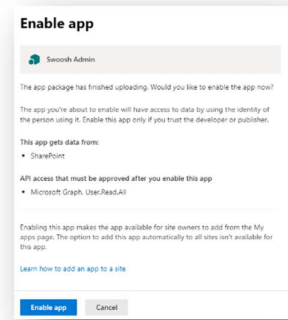 Enable app
Swoosh Admin
The app package has finished uploading. Would you like to enable the app now?
The app you're about to enable will have access to data by using the identity of
the person using it. Enable this app only if you trust the developer or publisher.
This app gets data from:
• SharePoint
API access that must be approved after you enable this app
• Microsoft Graph, User.Read.All
Enabling this app makes the app available for site owners to add from the My
apps page. The option to add this app automatically to all sites isn't available for
this app.
Learn how to add an app to a site
Enable app
Cancel